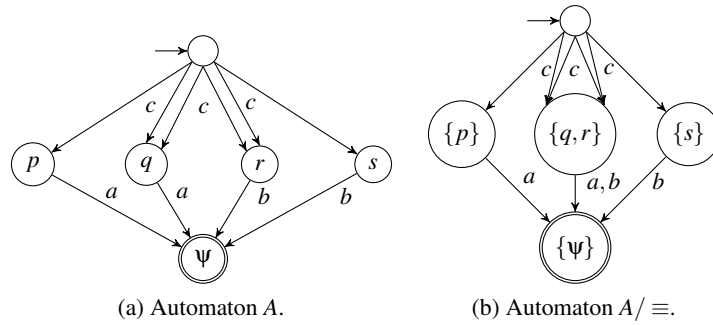 c c c
p q r s
a a b b
ψ
(a) Automaton A.
c c c
{p} {q,r} {s}
a a,b b
{ψ}
(b) Automaton A/ ≡.